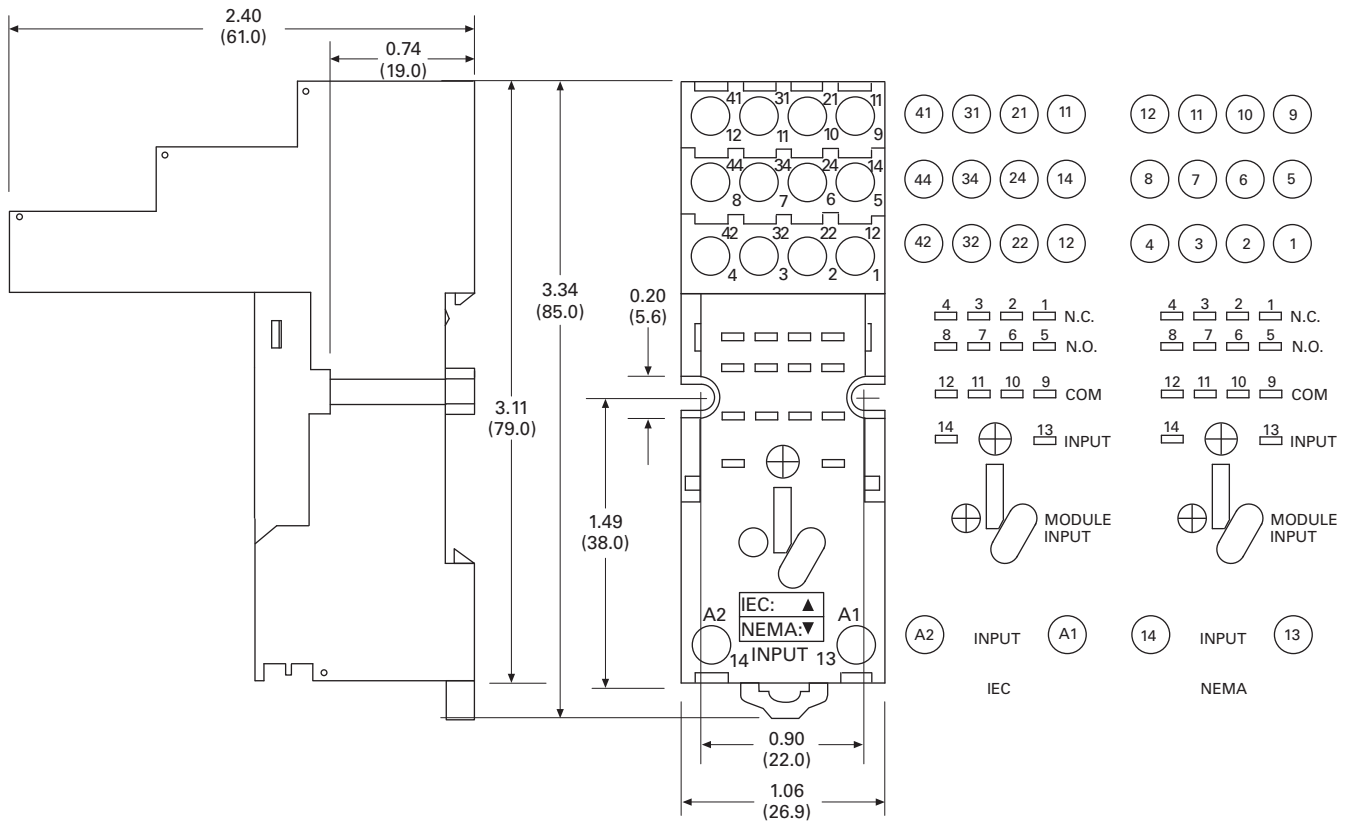 2.40
(61.0)
0.74
(19.0)
3.34
(85.0)
3.11
(79.0)
0.20
(5.6)
1.49
(38.0)
0.90
(22.0)
1.06
(26.9)
41 31 21 11
12 11 10 9
44 34 24 14
8 7 6 5
42 32 22 12
4 3 2 1
A2 A1
IEC: ▲
NEMA:▼
14 INPUT 13
41 31 21 11
44 34 24 14
42 32 22 12
4 3 2 1 N.C.
8 7 6 5 N.O.
12 11 10 9 COM
14 13 INPUT
MODULE
INPUT
A2 INPUT A1
IEC
12 11 10 9
8 7 6 5
4 3 2 1
4 3 2 1 N.C.
8 7 6 5 N.O.
12 11 10 9 COM
14 13 INPUT
MODULE
INPUT
14 INPUT 13
NEMA